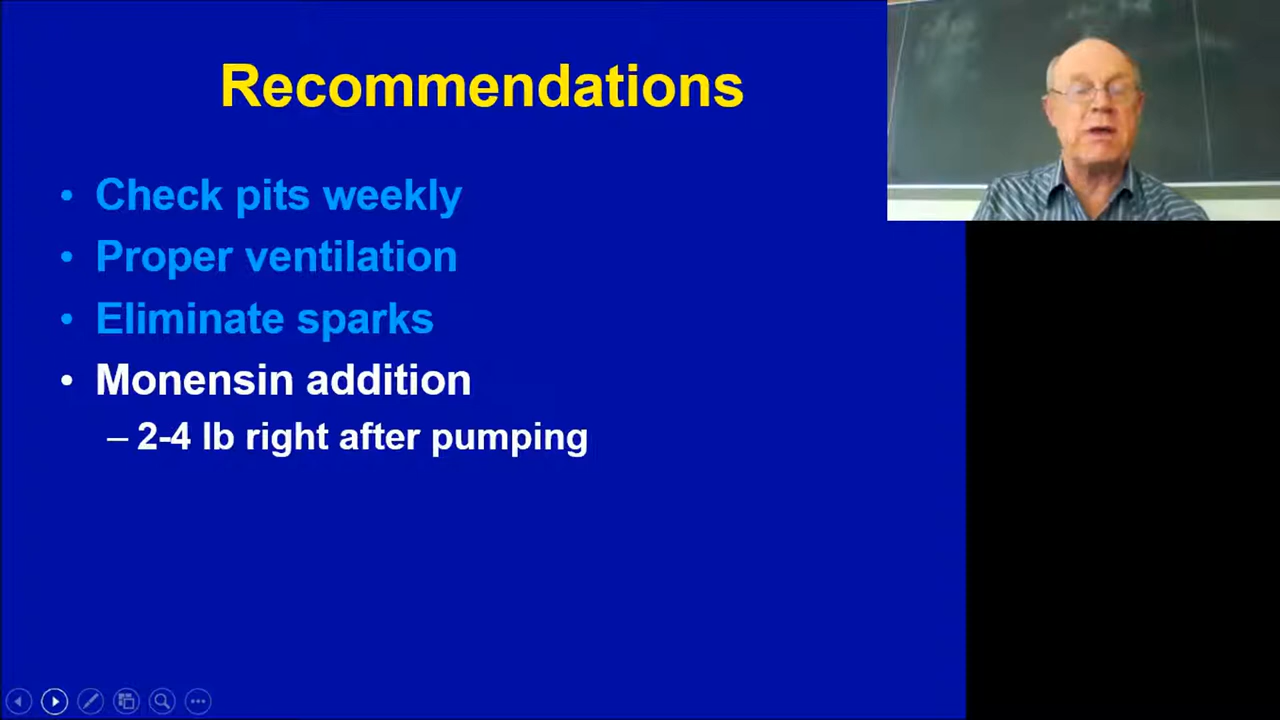 Recommendations
• Check pits weekly
• Proper ventilation
• Eliminate sparks
• Monensin addition
– 2-4 lb right after pumping